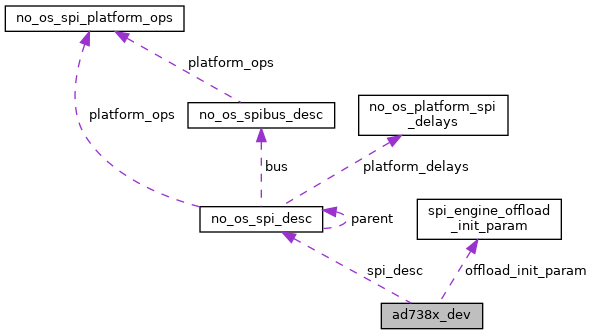 no_os_spi_platform_ops
platform_ops
no_os_spibus_desc
no_os_platform_spi
_delays
platform_ops
bus
platform_delays
no_os_spi_desc
parent
spi_engine_offload
_init_param
spi_desc
offload_init_param
ad738x_dev